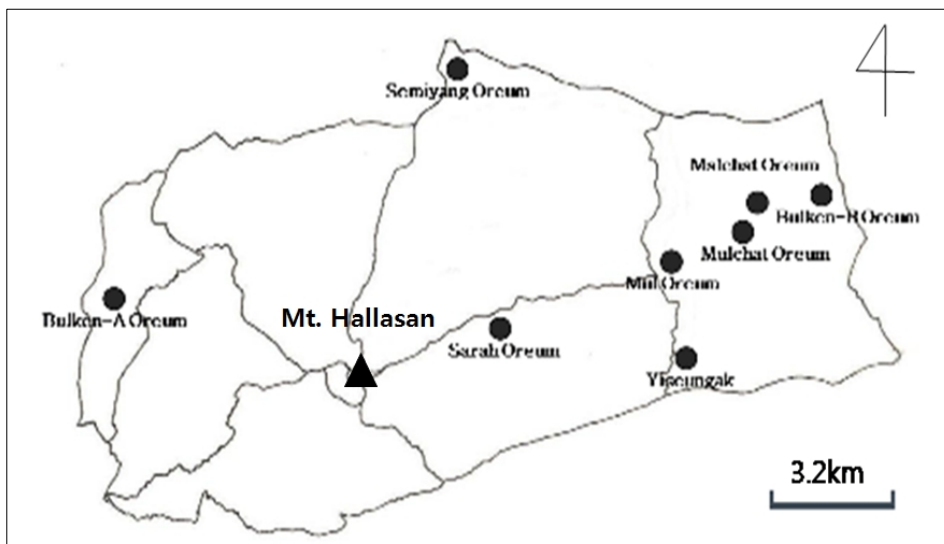 Semiyang Oreum
Malchat Oreum
Bulken-B Oreum
Mulchat Oreum
Mul Oreum
Bulken-A Oreum
Mt. Hallasan
Sarah Oreum
Yiseungak
3.2km